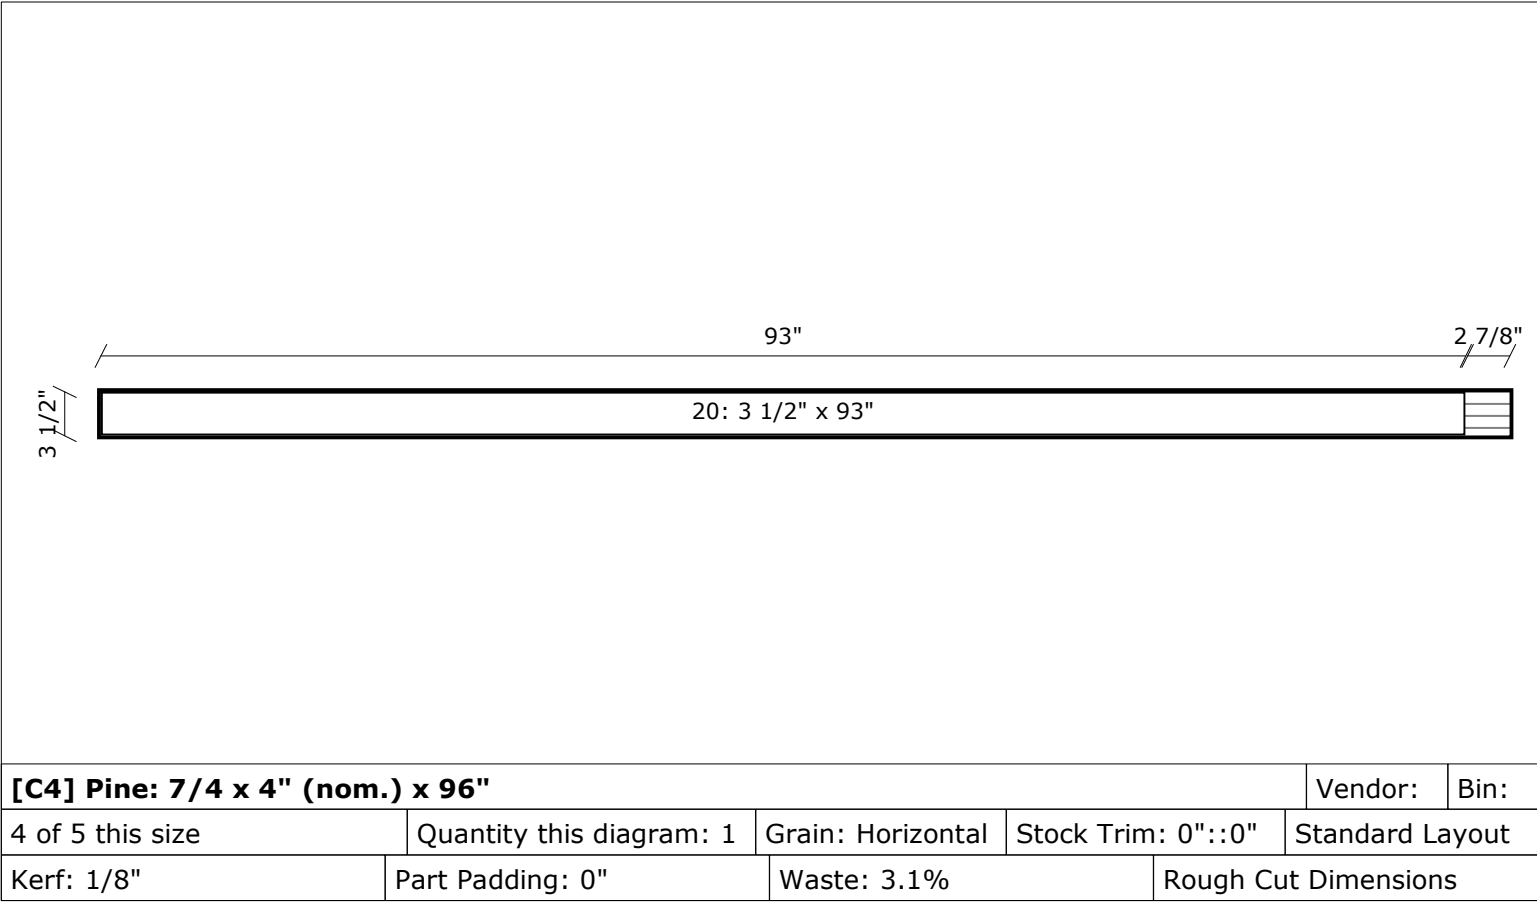 93"
2 7/8"
3 1/2"
20: 3 1/2" x 93"
[C4] Pine: 7/4 x 4" (nom.) x 96"
Vendor:
Bin:
4 of 5 this size
Quantity this diagram: 1
Grain: Horizontal
Stock Trim: 0"::0"
Standard Layout
Kerf: 1/8"
Part Padding: 0"
Waste: 3.1%
Rough Cut Dimensions